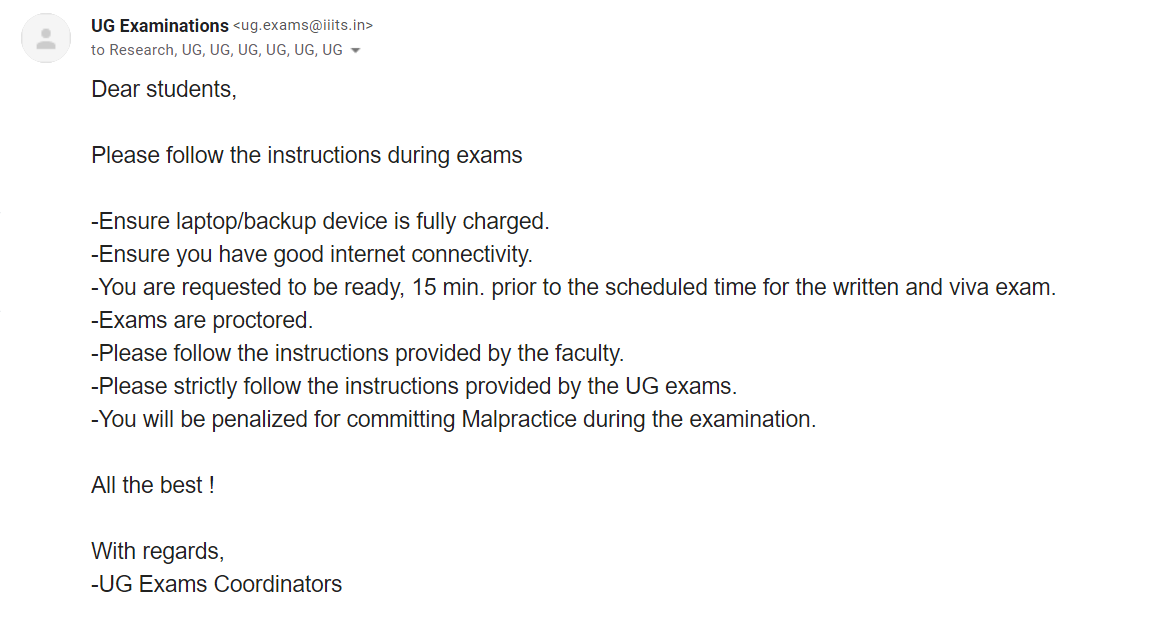 UG Examinations <ug.exams@iiits.in>
to Research, UG, UG, UG, UG, UG, UG
Dear students,
Please follow the instructions during exams
-Ensure laptop/backup device is fully charged.
-Ensure you have good internet connectivity.
-You are requested to be ready, 15 min. prior to the scheduled time for the written and viva exam.
-Exams are proctored.
-Please follow the instructions provided by the faculty.
-Please strictly follow the instructions provided by the UG exams.
-You will be penalized for committing Malpractice during the examination.
All the best !
With regards,
-UG Exams Coordinators